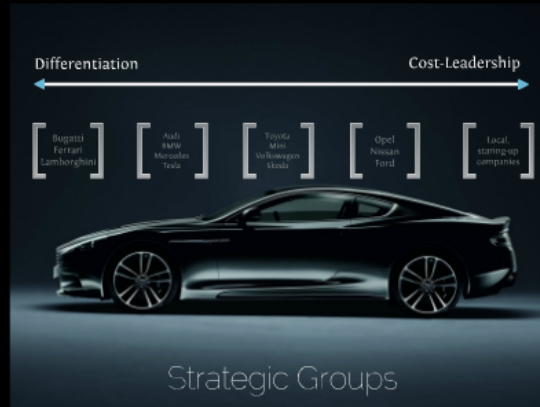 Differentiation
Cost-Leadership
Bugatti
Ferrari
Lamborghini
Audi
BMW
Mercedes
Tesla
Toyota
Mini
Volkswagen
Skoda
Opel
Nissan
Ford
Local,
staring-up
companies
Strategic Groups